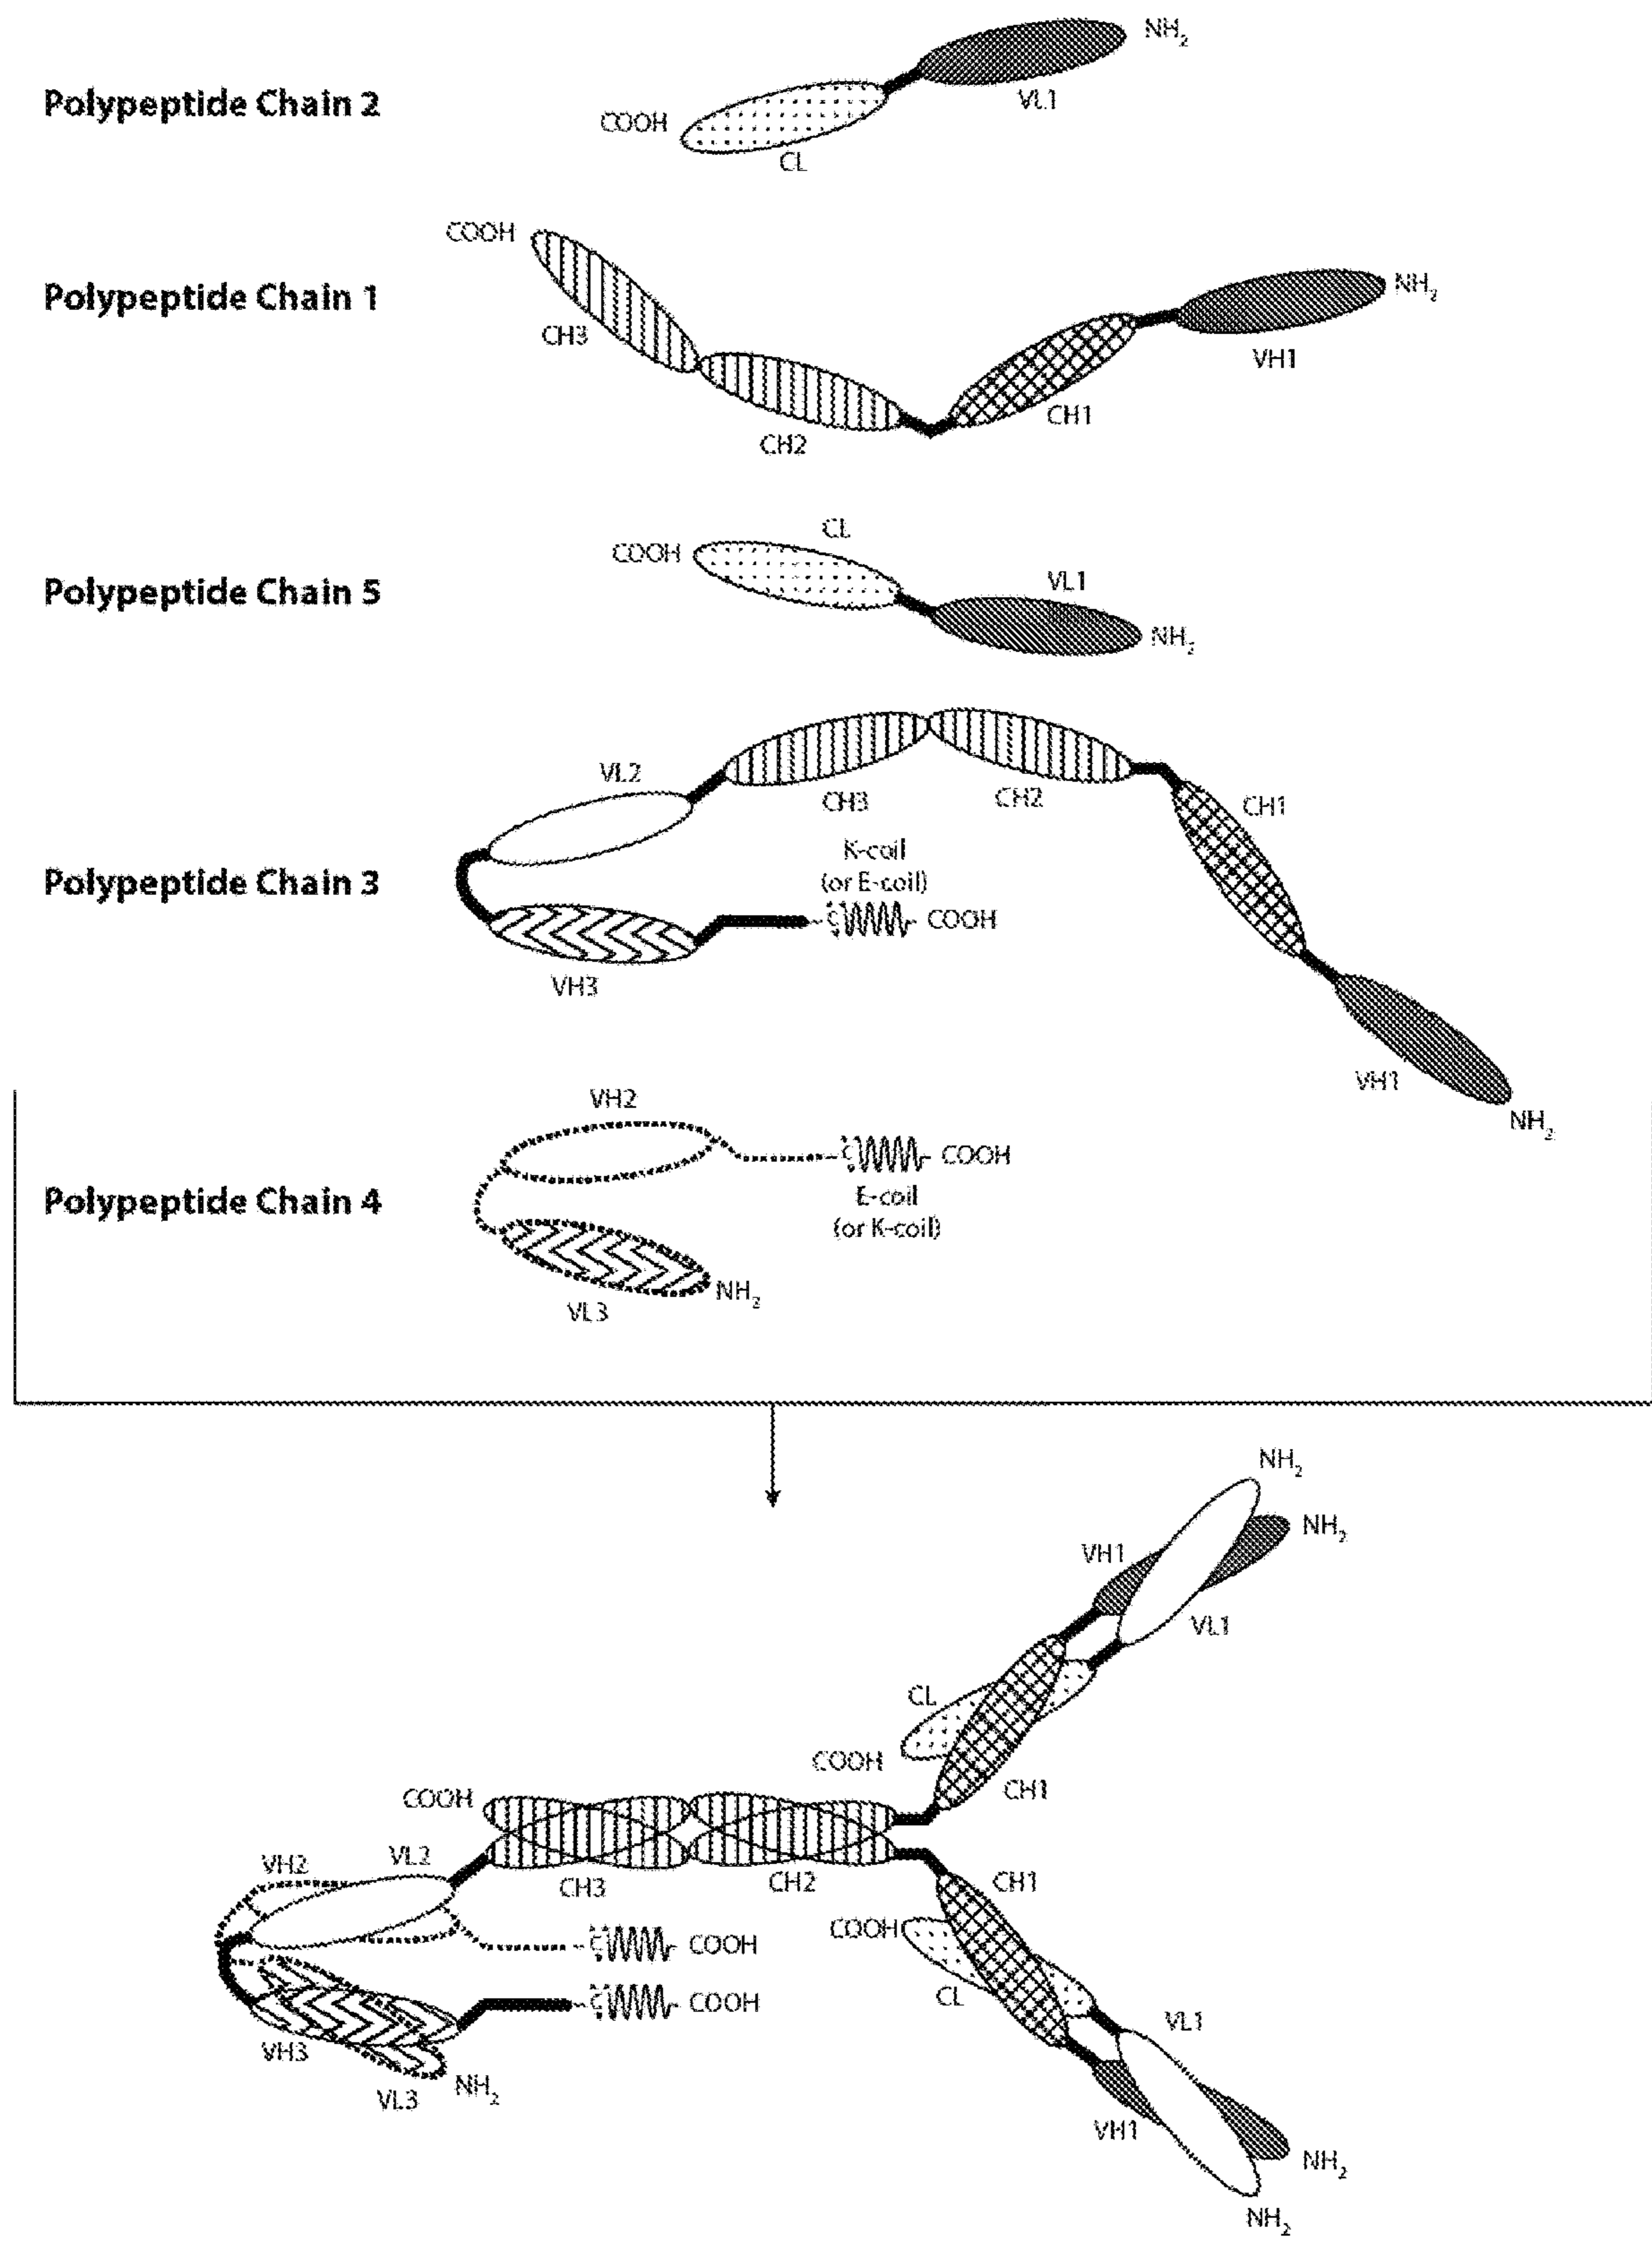 NH2
Polypeptide Chain 2
VL1
COOH
CL
COOH
Polypeptide Chain 1
NH2
CH3
VH1
CH1
CH2
CL
COOH
Polypeptide Chain 5
VL1
NH2
VL2
CH3
CH2
CH1
K-coil
(or E-coil)
Polypeptide Chain 3
COOH
VH3
VH1
NH2
VH2
COOH
Polypeptide Chain 4
E-coil
(or K-coil)
NH2
VL3
NH2
NH2
VH1
VL1
CL
COOH
CH1
COOH
VL2
VH2
CH3
CH2
CH1
COOH
COOH
CL
COOH
VL1
VH3
NH2
VL3
VH1
NH2
NH2